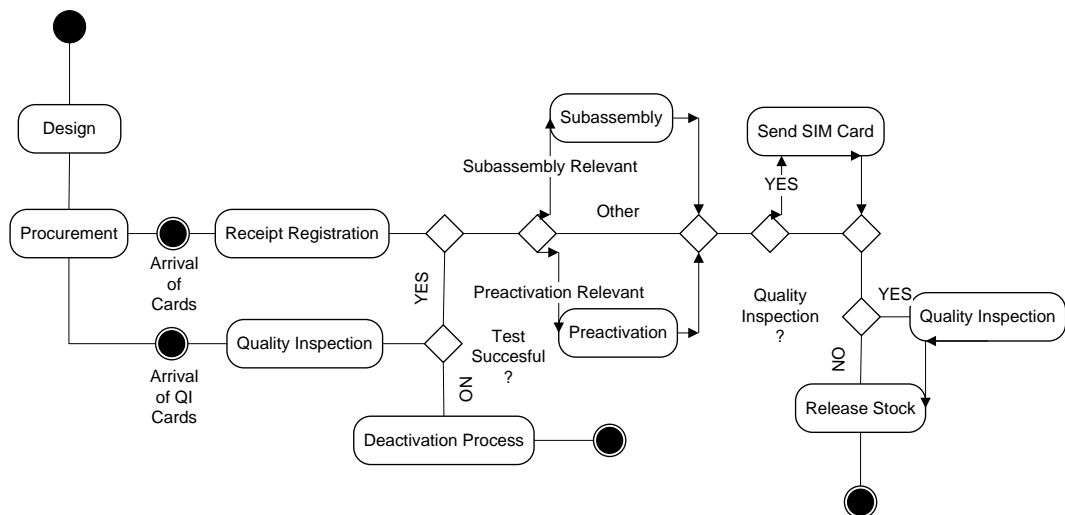 Design
Procurement
Arrival
of
Cards
Receipt Registration
Arrival
of QI
Cards
Quality Inspection
YES
NO
Test
Succesful
?
Deactivation Process
Subassembly
Subassembly Relevant
Other
Preactivation Relevant
Preactivation
Send SIM Card
YES
Quality
Inspection
?
YES
Quality Inspection
NO
Release Stock